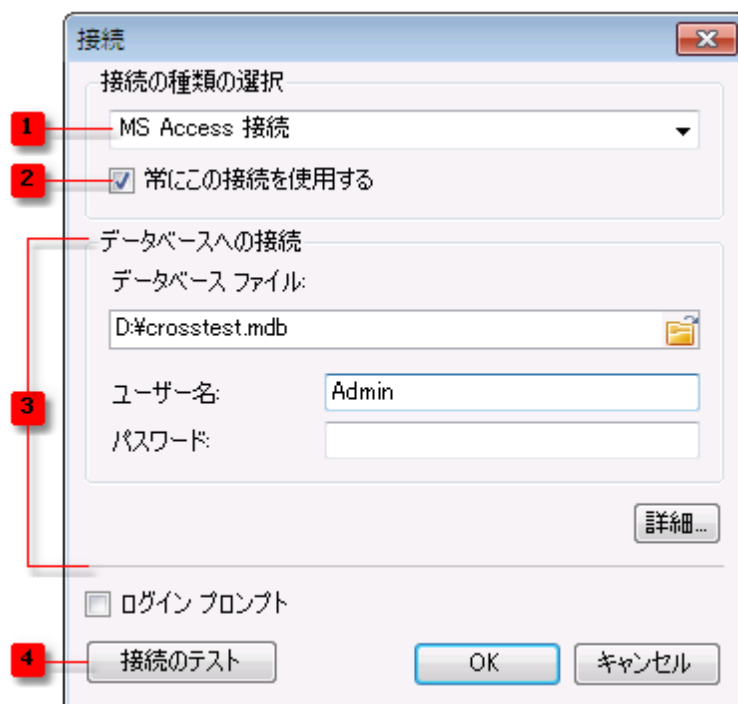 接続
接続の種類の選択
1
MS Access 接続
2
常にこの接続を使用する
データベースへの接続
データベース ファイル:
D:¥crosstest.mdb
3
ユーザー名:
Admin
パスワード:
詳細...
ログイン プロンプト
4
接続のテスト
OK
キャンセル